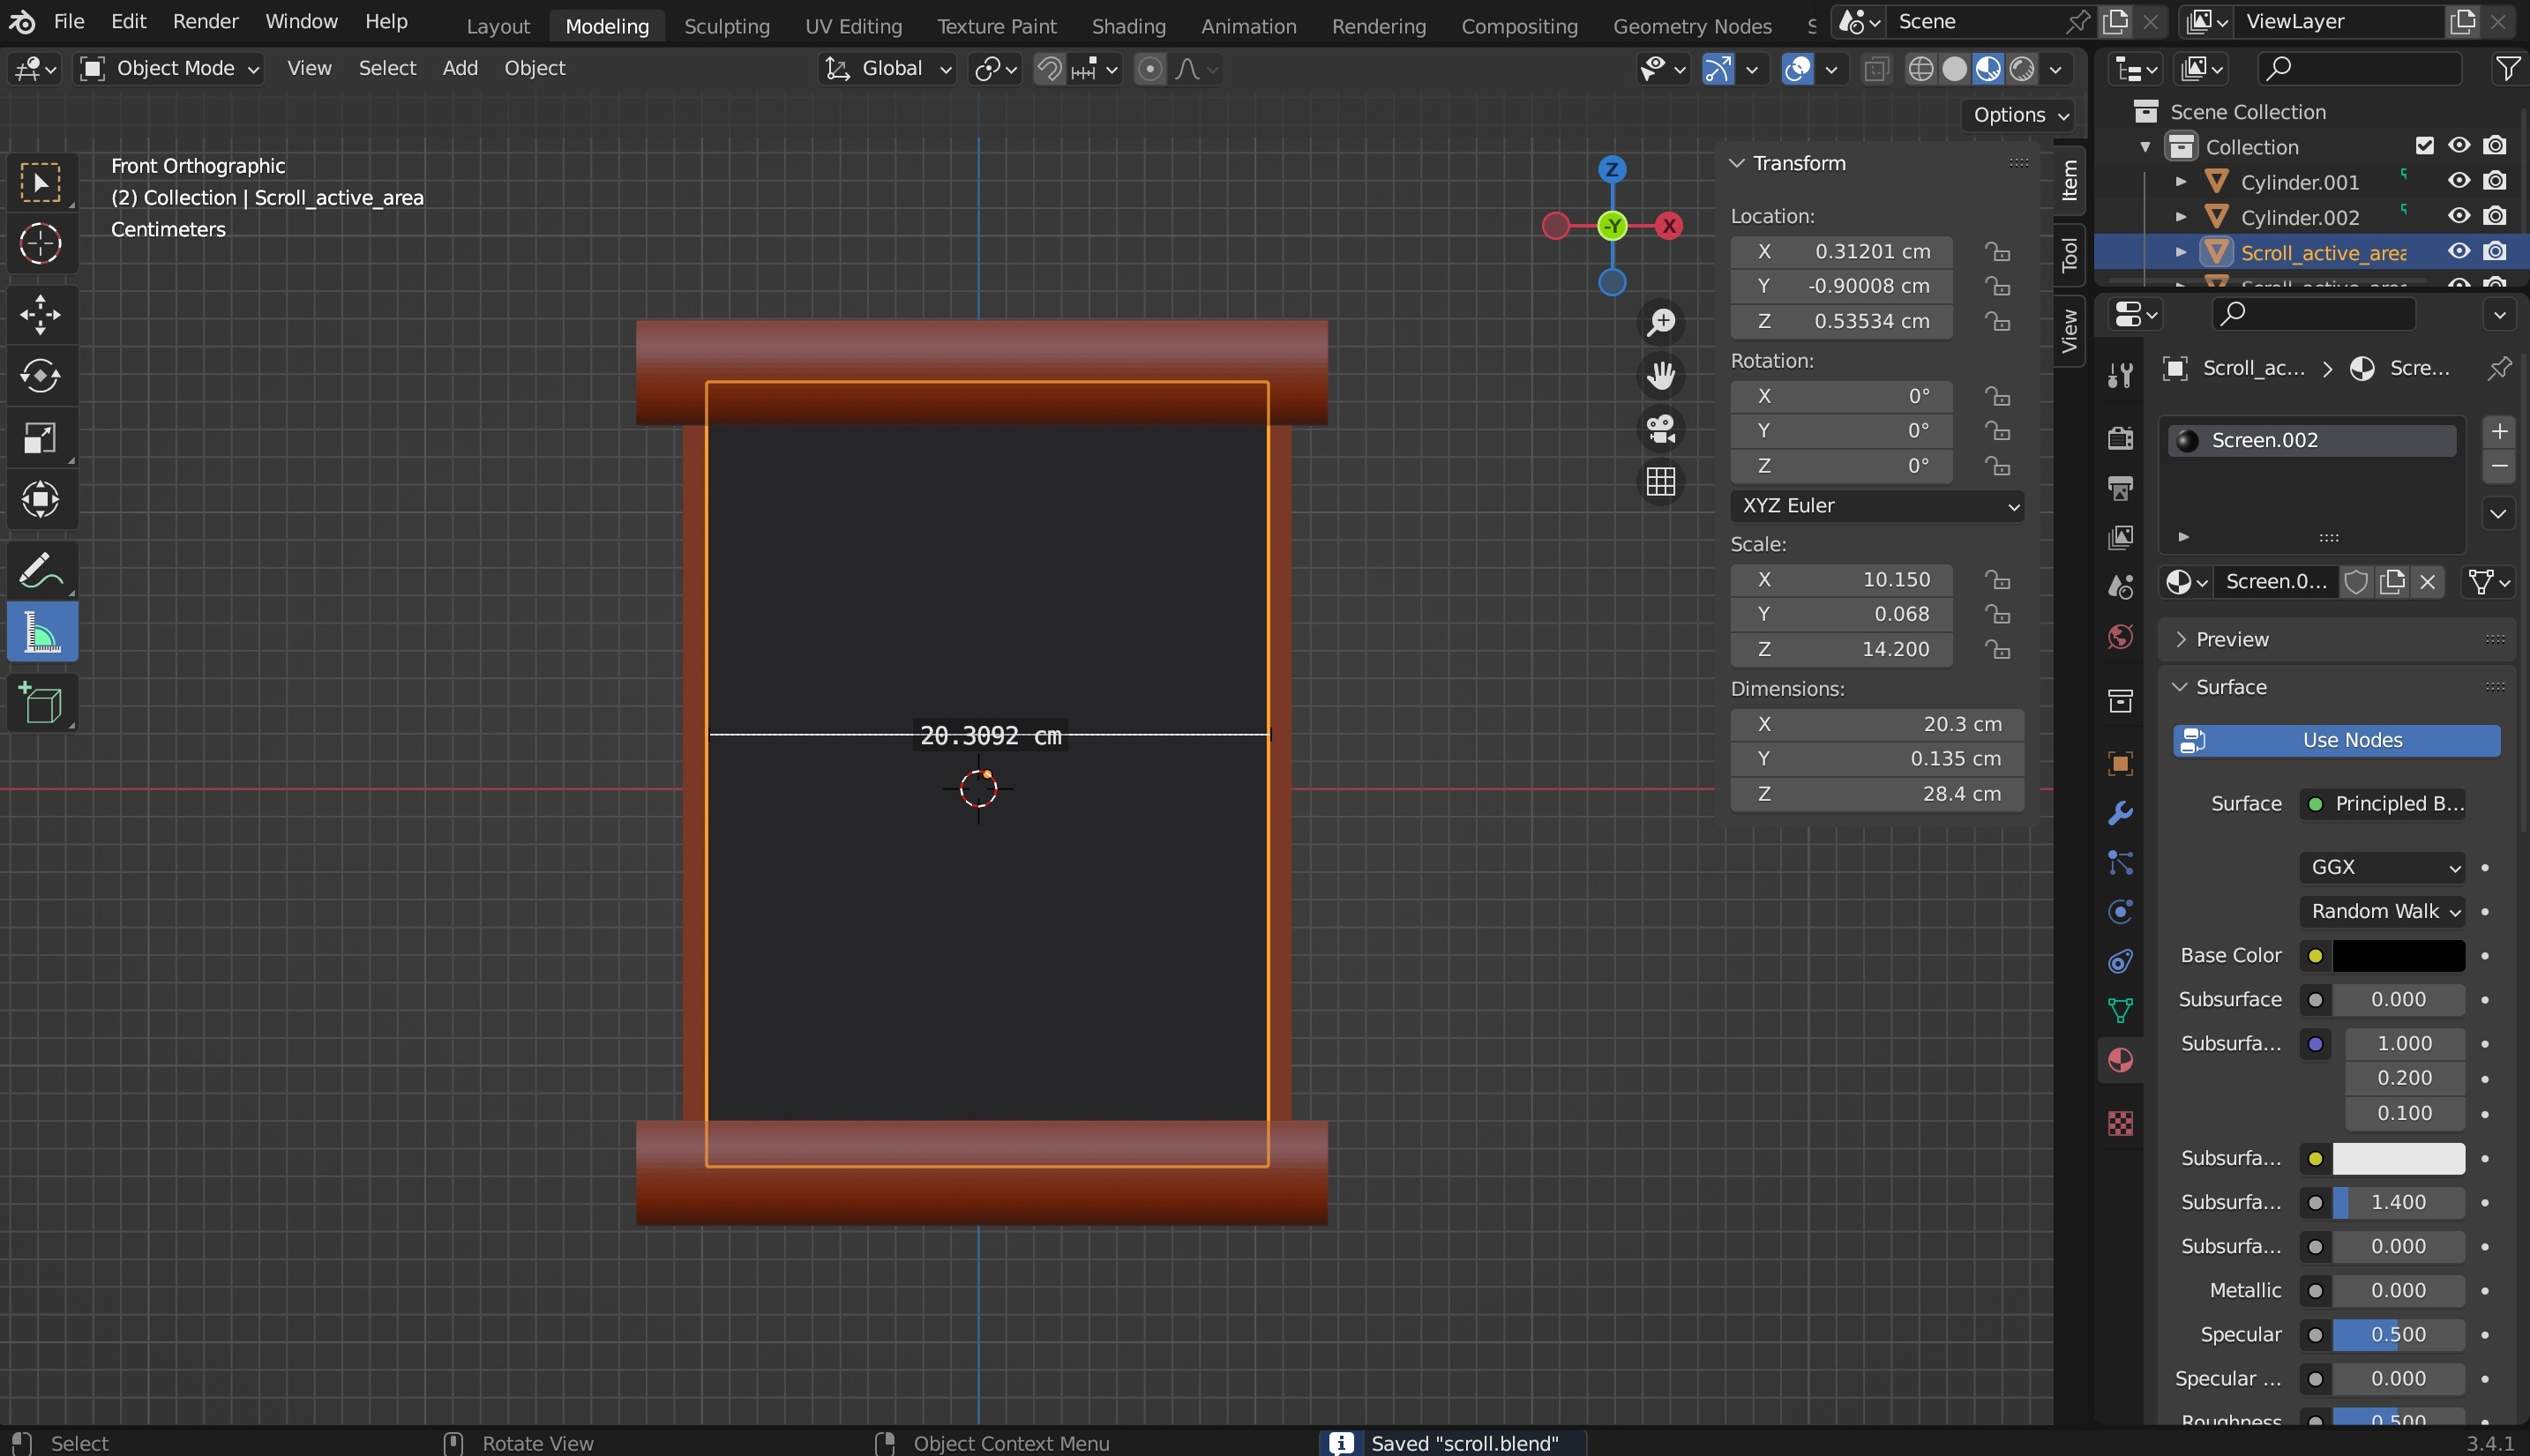 File Edit Render Window Help Layout Modeling Sculpting UV Editing Texture Paint Shading Animation Rendering Compositing Geometry Nodes S Scene ViewLayer
Object Mode View Select Add Object Global
Options
Front Orthographic
(2) Collection | Scroll_active_area
Centimeters
20.3092 cm
Z
-Y
X
Transform
Location:
X 0.31201 cm
Y -0.90008 cm
Z 0.53534 cm
Rotation:
X 0°
Y 0°
Z 0°
XYZ Euler
Scale:
X 10.150
Y 0.068
Z 14.200
Dimensions:
X 20.3 cm
Y 0.135 cm
Z 28.4 cm
Item
Tool
View
Scene Collection
Collection
Cylinder.001
Cylinder.002
Scroll_active_area
Scroll_ac... Scre...
Screen.002
Screen.0...
Preview
Surface
Use Nodes
Surface Principled B...
GGX
Random Walk
Base Color
Subsurface 0.000
Subsurfa... 1.000
0.200
0.100
Subsurfa...
Subsurfa... 1.400
Subsurfa... 0.000
Metallic 0.000
Specular 0.500
Specular ... 0.000
Roughness 0.500
Select Rotate View Object Context Menu Saved "scroll.blend" 3.4.1